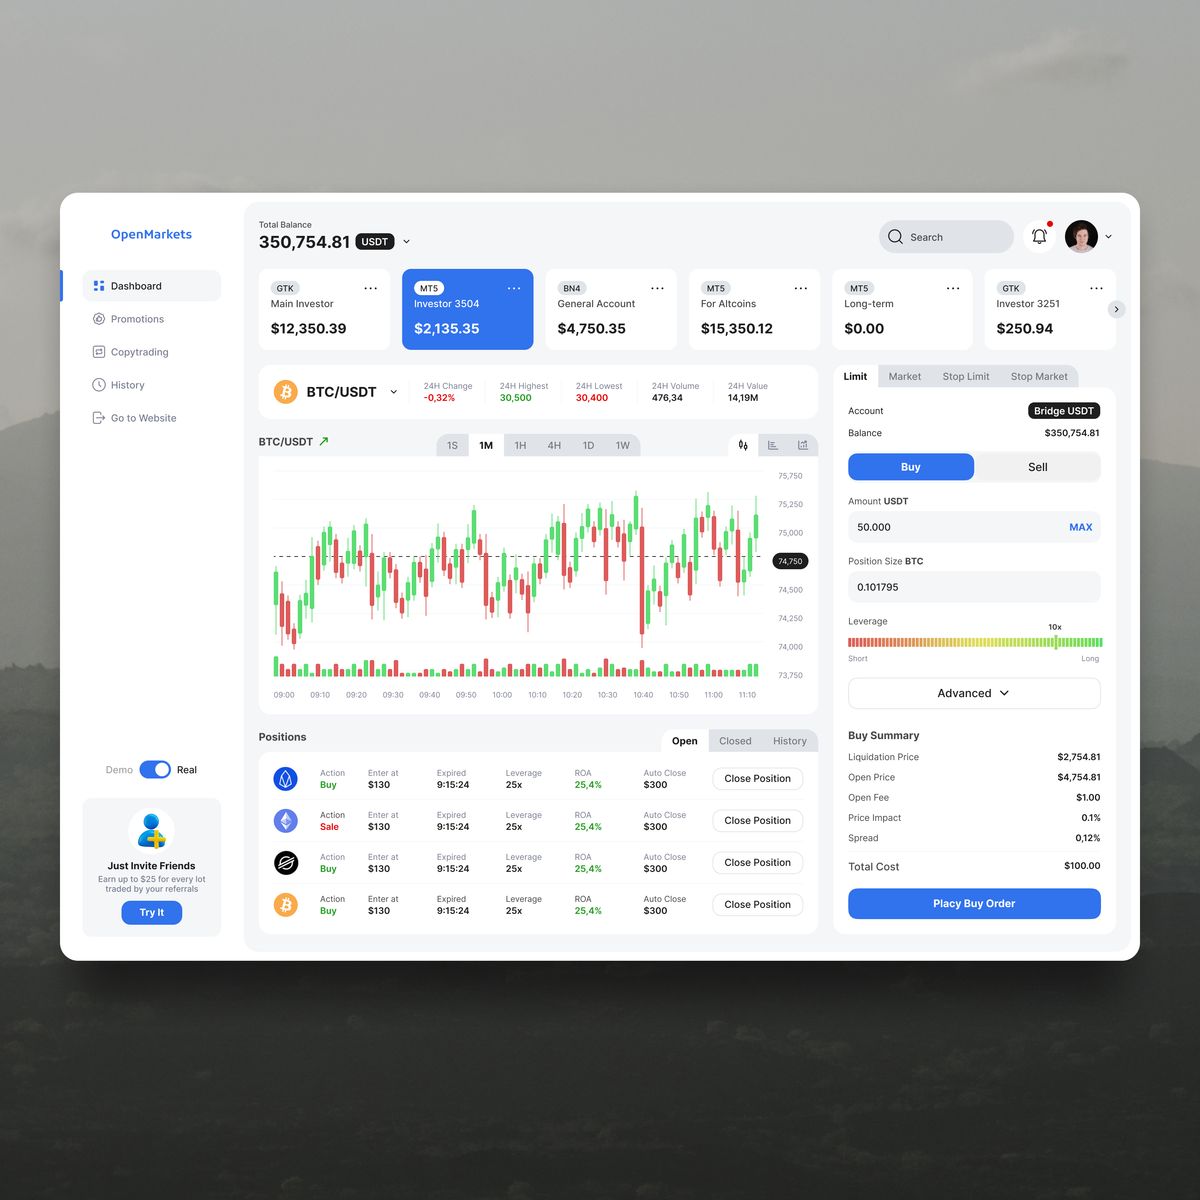 OpenMarkets
Dashboard
Promotions
Copytrading
History
Go to Website
Demo
Real
Just Invite Friends
Earn up to $25 for every lot
traded by your referrals
Try It
Total Balance
350,754.81 USDT
Search
GTK
Main Investor
$12,350.39
MT5
Investor 3504
$2,135.35
BN4
General Account
$4,750.35
MT5
For Altcoins
$15,350.12
MT5
Long-term
$0.00
GTK
Investor 3251
$250.94
BTC/USDT
24H Change
-0,32%
24H Highest
30,500
24H Lowest
30,400
24H Volume
476,34
24H Value
14,19M
BTC/USDT
1S 1M 1H 4H 1D 1W
75,750
75,250
75,000
74,750
74,500
74,250
74,000
73,750
09:00 09:10 09:20 09:30 09:40 09:50 10:00 10:10 10:20 10:30 10:40 10:50 11:00 11:10
Positions
Open Closed History
Action Enter at Expired Leverage ROA Auto Close
Buy $130 9:15:24 25x 25,4% $300
Close Position
Action Enter at Expired Leverage ROA Auto Close
Sale $130 9:15:24 25x 25,4% $300
Close Position
Action Enter at Expired Leverage ROA Auto Close
Buy $130 9:15:24 25x 25,4% $300
Close Position
Action Enter at Expired Leverage ROA Auto Close
Buy $130 9:15:24 25x 25,4% $300
Close Position
Limit Market Stop Limit Stop Market
Account Bridge USDT
Balance $350,754.81
Buy Sell
Amount USDT
50.000 MAX
Position Size BTC
0.101795
Leverage
10x
Short Long
Advanced
Buy Summary
Liquidation Price $2,754.81
Open Price $4,754.81
Open Fee $1.00
Price Impact 0.1%
Spread 0,12%
Total Cost $100.00
Placy Buy Order